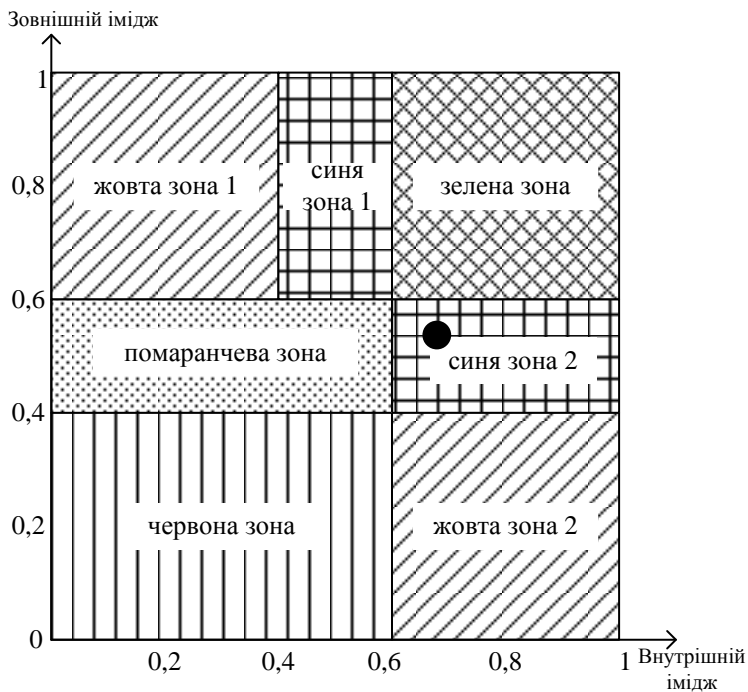 Зовнішній імідж
1
жовта зона 1
синя
зона 1
зелена зона
0,8
0,6
помаранчева зона
синя зона 2
0,4
червона зона
жовта зона 2
0,2
0
0,2
0,4
0,6
0,8
1
Внутрішній
імідж